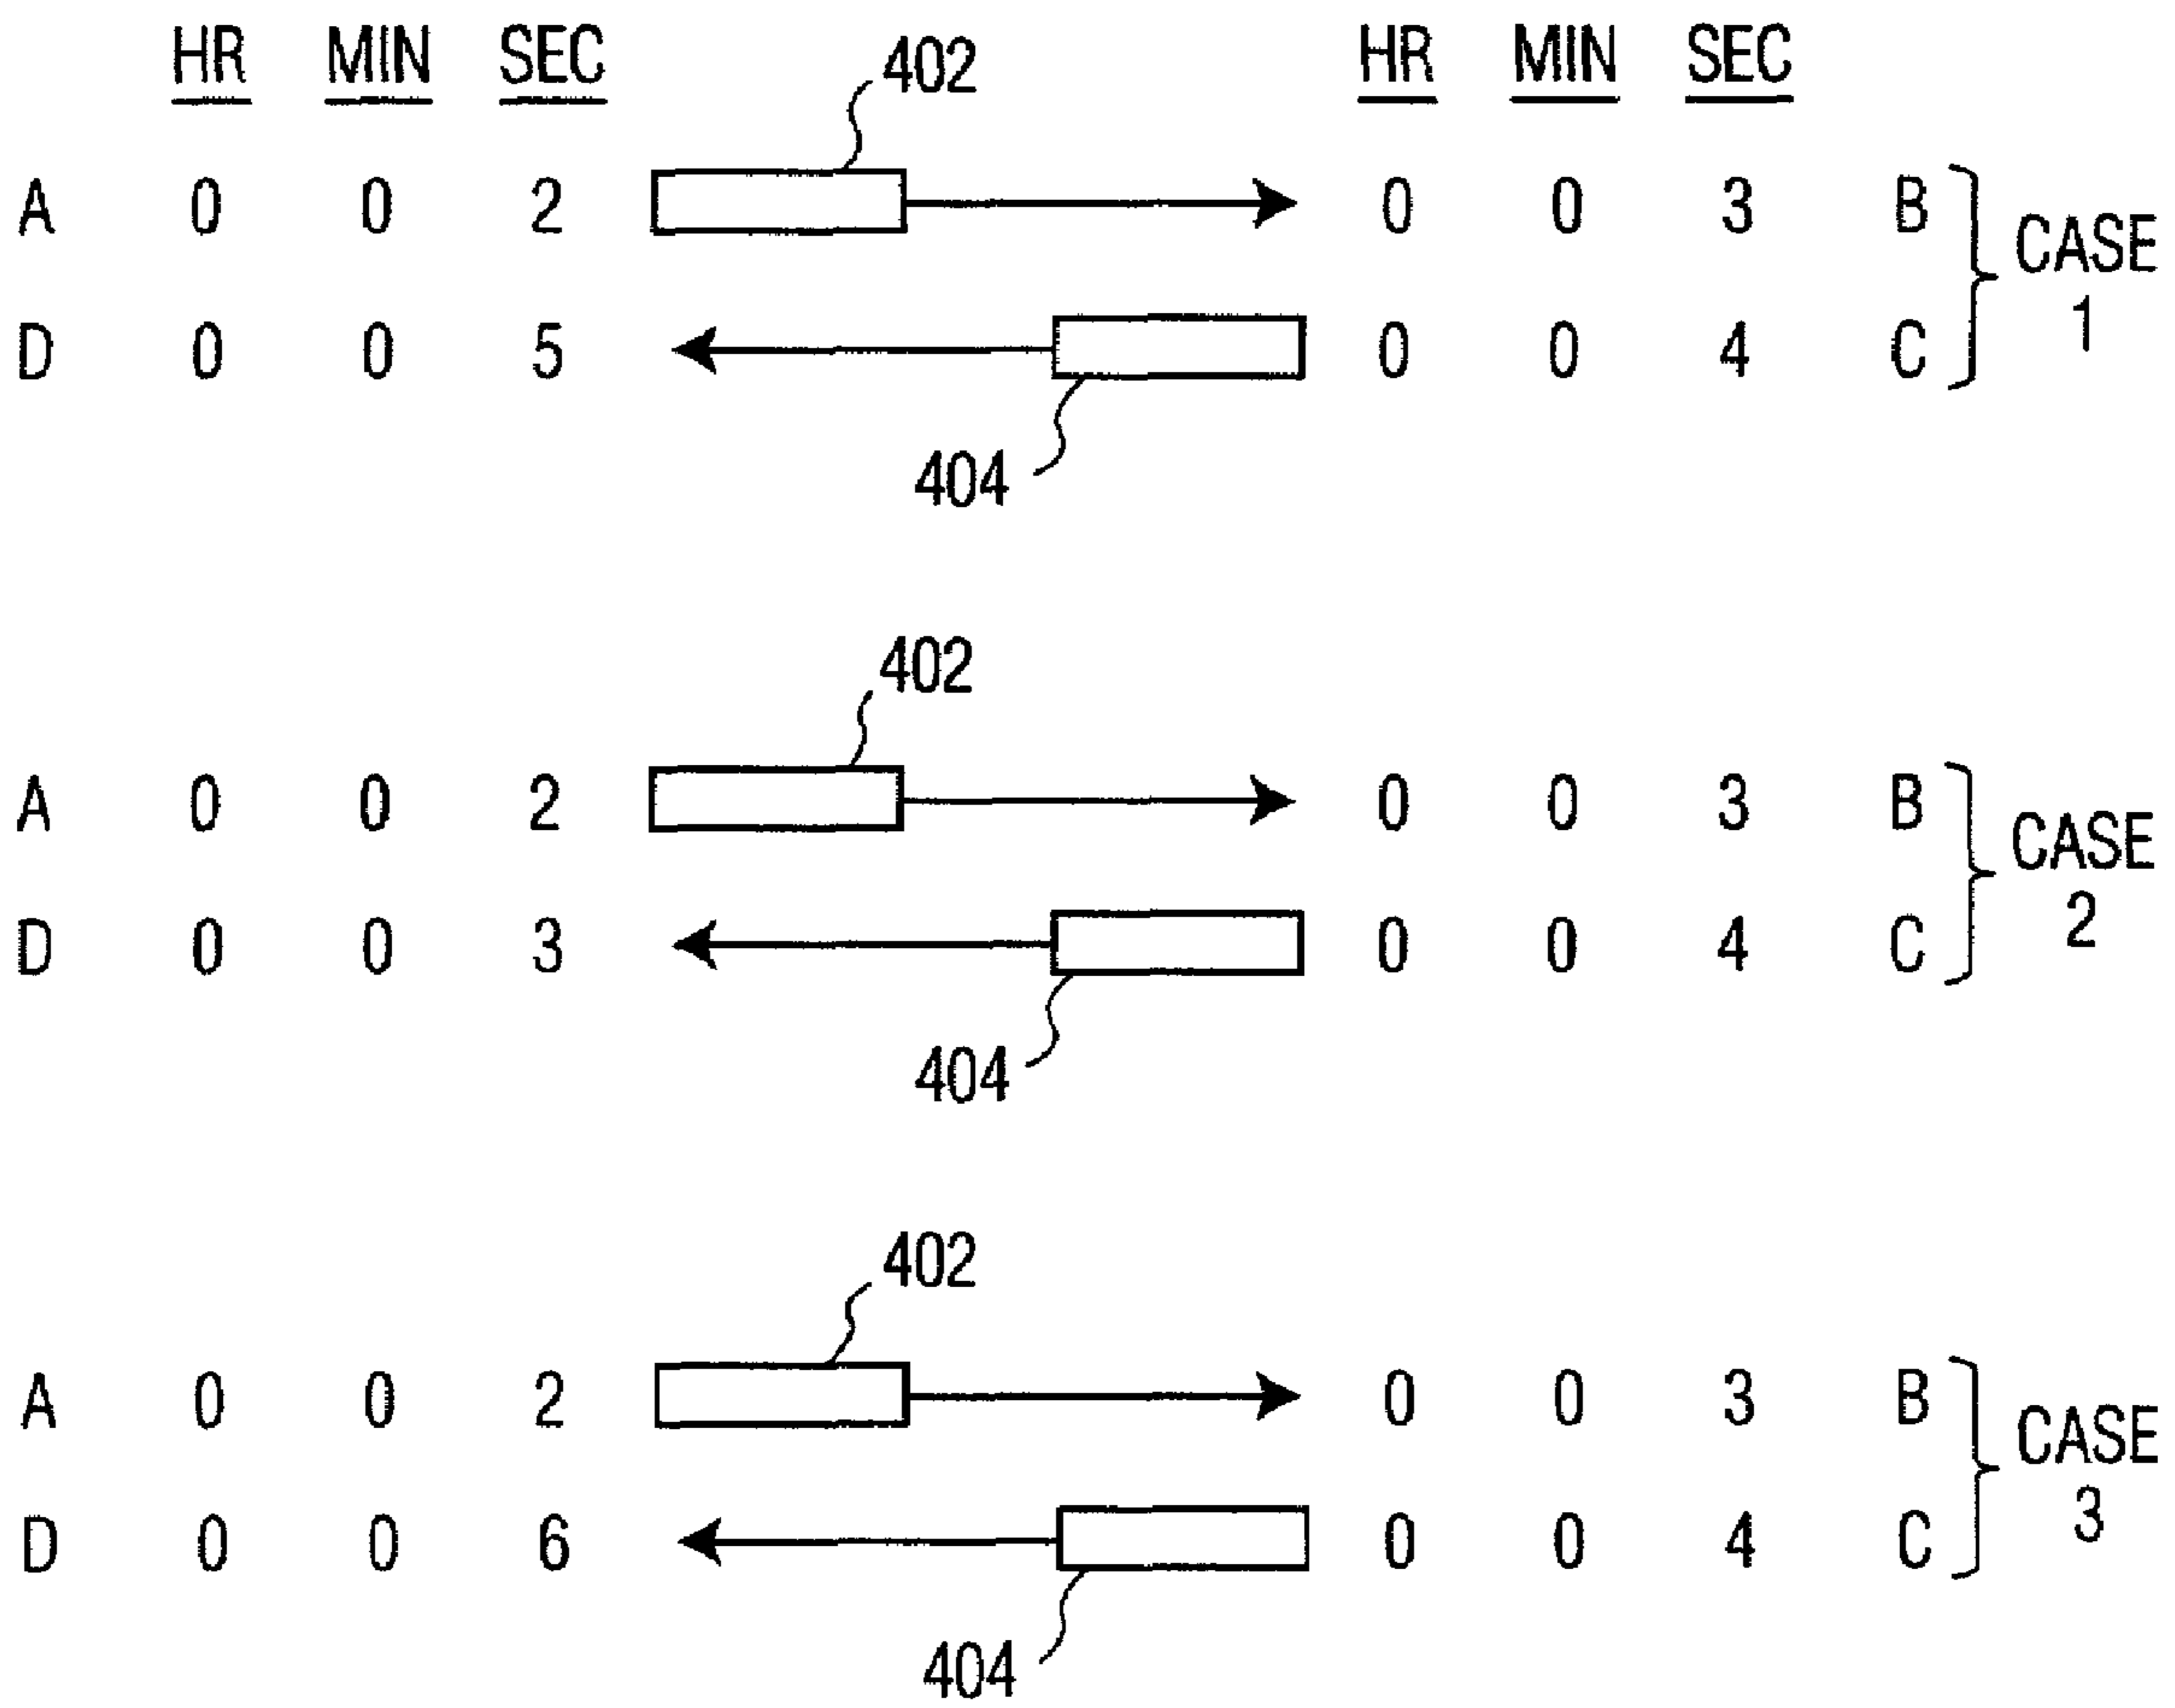 HR MIN SEC 402 HR MIN SEC
A 0 0 2 0 0 3 B
CASE 1
D 0 0 5 0 0 4 C
404
402
A 0 0 2 0 0 3 B
CASE 2
D 0 0 3 0 0 4 C
404
402
A 0 0 2 0 0 3 B
CASE 3
D 0 0 6 0 0 4 C
404